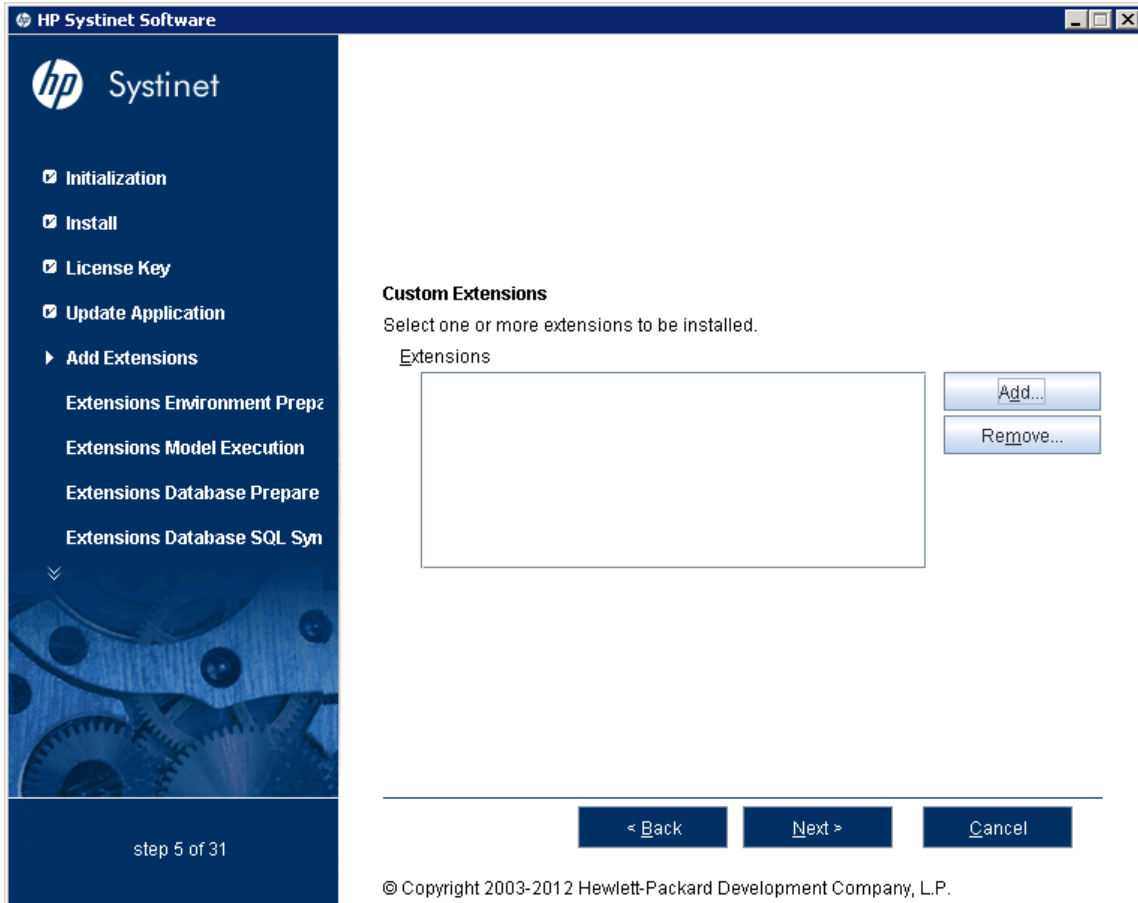 HP Systinet Software
hp Systinet
Initialization
Install
License Key
Update Application
Add Extensions
Extensions Environment Prepa
Extensions Model Execution
Extensions Database Prepare
Extensions Database SQL Syn
step 5 of 31
Custom Extensions
Select one or more extensions to be installed.
Extensions
Add...
Remove...
< Back
Next >
Cancel
© Copyright 2003-2012 Hewlett-Packard Development Company, L.P.